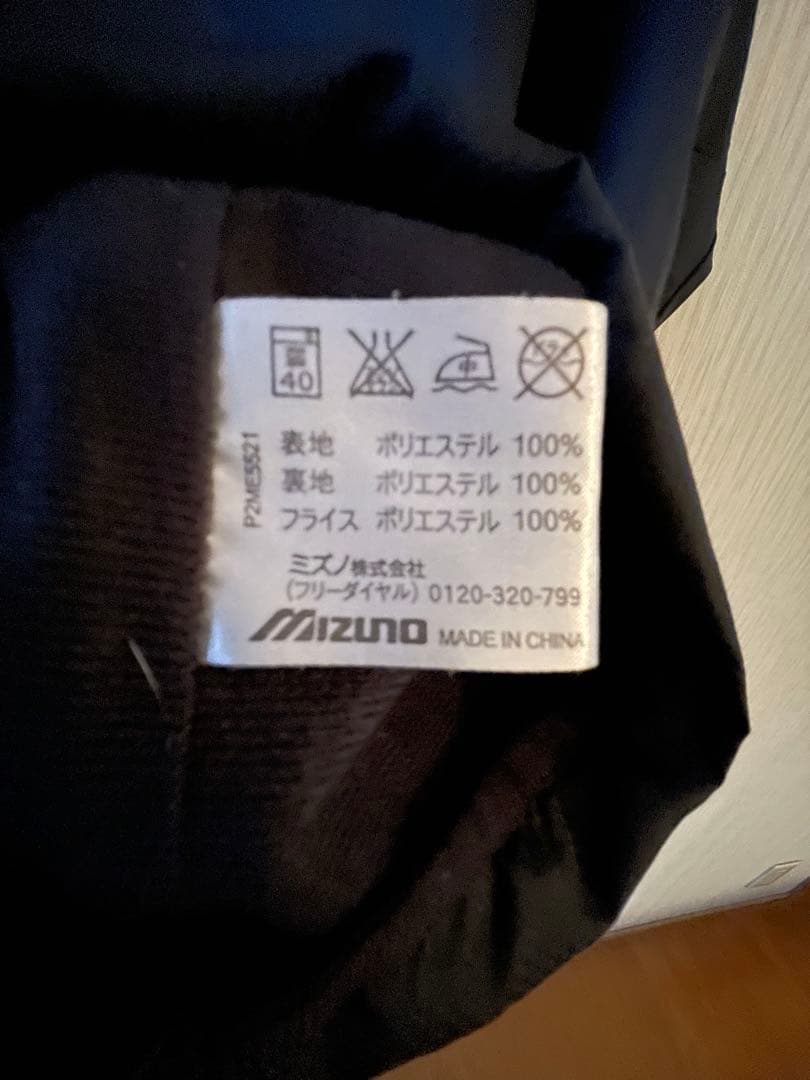 40
中
P2ME5521
表地 ポリエステル 100%
裏地 ポリエステル 100%
フライス ポリエステル 100%
ミズノ株式会社
(フリーダイヤル) 0120-320-799
MIZUNO MADE IN CHINA